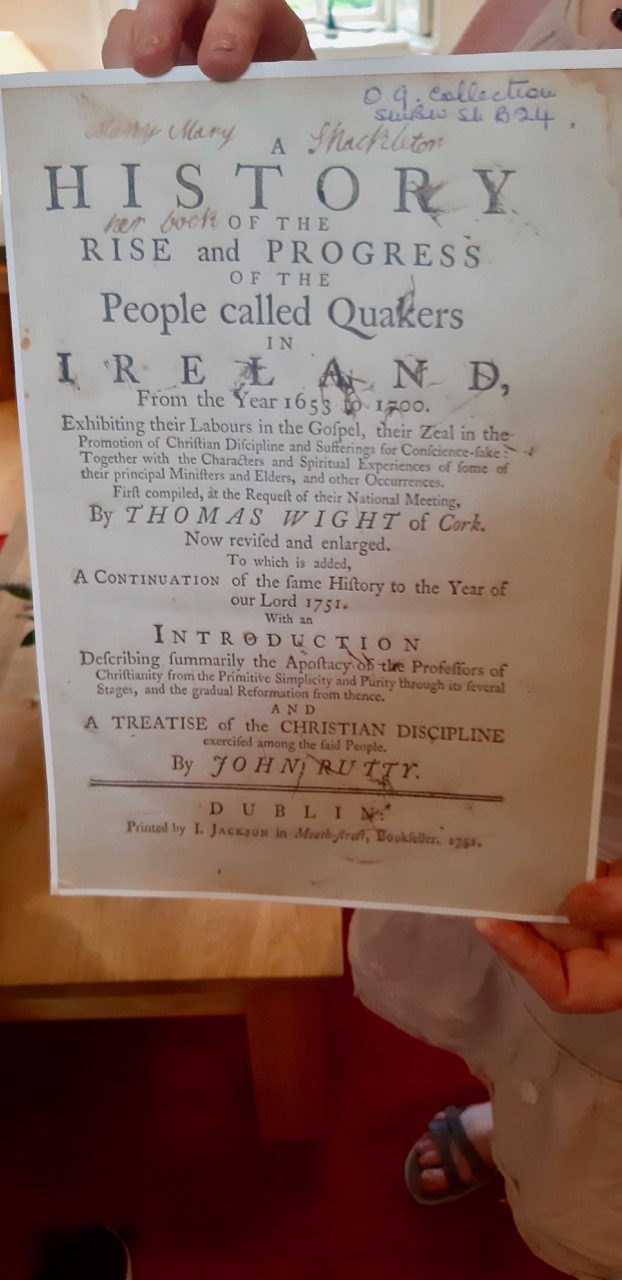 O.G. Collection
Sh B24.
Mary Shackleton
A
HISTORY
her book
OF THE
RISE and PROGRESS
OF THE
People called Quakers
IN
IRELAND,
From the Year 1653 to 1700.
Exhibiting their Labours in the Goſpel, their Zeal in the
Promotion of Chriſtian Diſcipline and Sufferings for Conſcience-ſake:
Together with the Characters and Spiritual Experiences of ſome of
their principal Miniſters and Elders, and other Occurrences.
Firſt compiled, at the Requeſt of their National Meeting,
By THOMAS WIGHT of Cork.
Now reviſed and enlarged.
To which is added,
A CONTINUATION of the ſame Hiſtory to the Year of
our Lord 1751.
With an
INTRODUCTION
Deſcribing ſummarily the Apoſtacy of the Profeſſors of
Chriſtianity from the Primitive Simplicity and Purity through its ſeveral
Stages, and the gradual Reformation from thence.
AND
A TREATISE of the CHRISTIAN DISCIPLINE
exerciſed among the ſaid People.
By JOHN RUTTY.
DUBLIN:
Printed by I. JACKSON in Meath-ſtreet, Bookſeller. 1751.